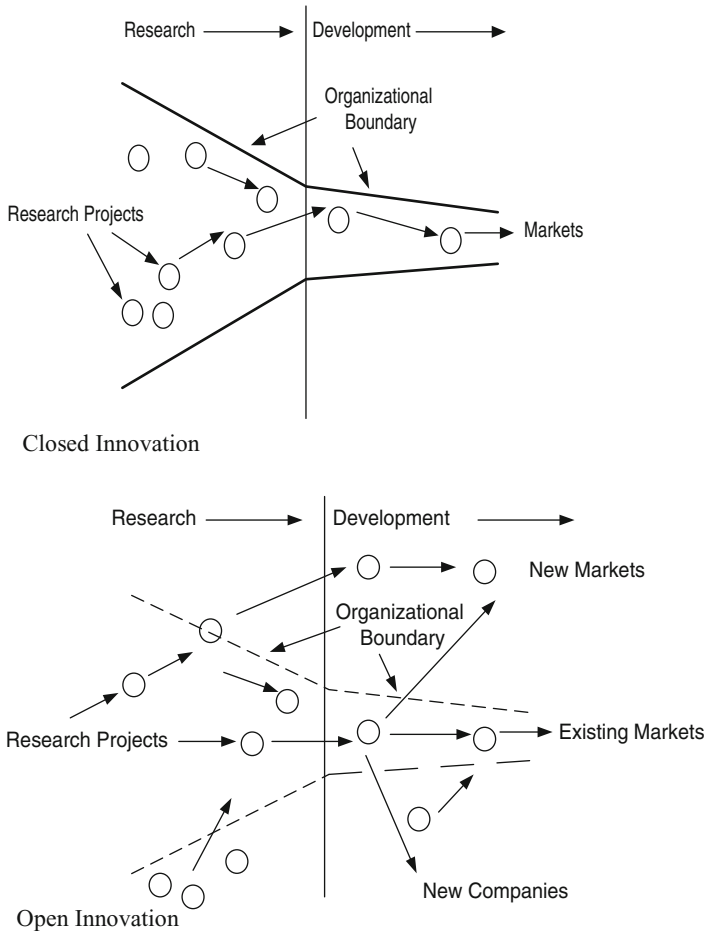 Research
Development
Organizational
Boundary
Research Projects
Markets
Closed Innovation
Research
Development
New Markets
Organizational
Boundary
Research Projects
Existing Markets
New Companies
Open Innovation